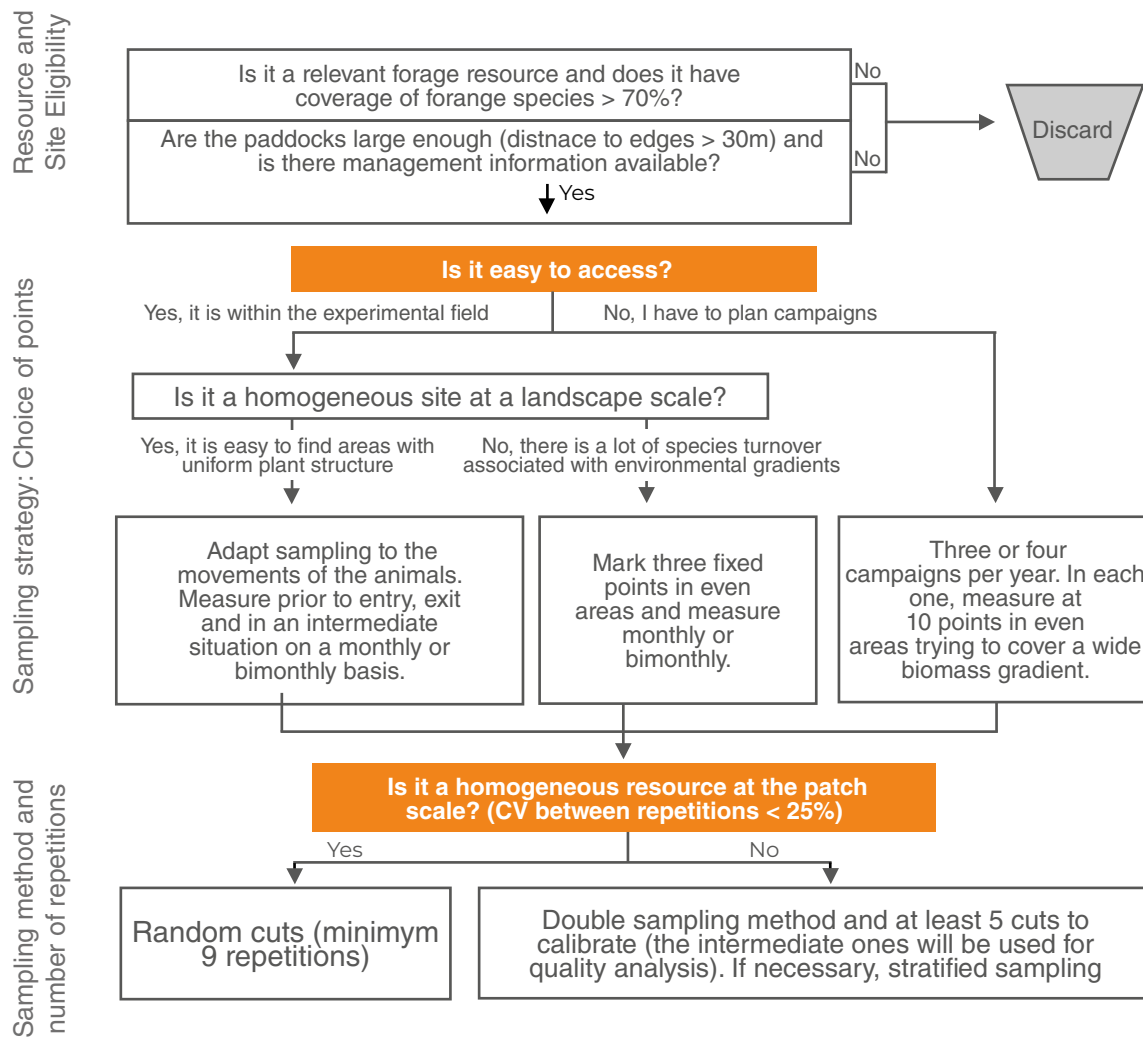 Resource and
Site Eligibility
Is it a relevant forage resource and does it have
coverage of forange species > 70%?
No
Are the paddocks large enough (distnace to edges > 30m) and
is there management information available?
No
Yes
Discard
Sampling strategy: Choice of points
Is it easy to access?
Yes, it is within the experimental field
No, I have to plan campaigns
Is it a homogeneous site at a landscape scale?
Yes, it is easy to find areas with
uniform plant structure
No, there is a lot of species turnover
associated with environmental gradients
Adapt sampling to the
movements of the animals.
Measure prior to entry, exit
and in an intermediate
situation on a monthly or
bimonthly basis.
Mark three fixed
points in even
areas and measure
monthly or
bimonthly.
Three or four
campaigns per year. In each
one, measure at
10 points in even
areas trying to cover a wide
biomass gradient.
Sampling method and
number of repetitions
Is it a homogeneous resource at the patch
scale? (CV between repetitions < 25%)
Yes
No
Random cuts (minimym
9 repetitions)
Double sampling method and at least 5 cuts to
calibrate (the intermediate ones will be used for
quality analysis). If necessary, stratified sampling